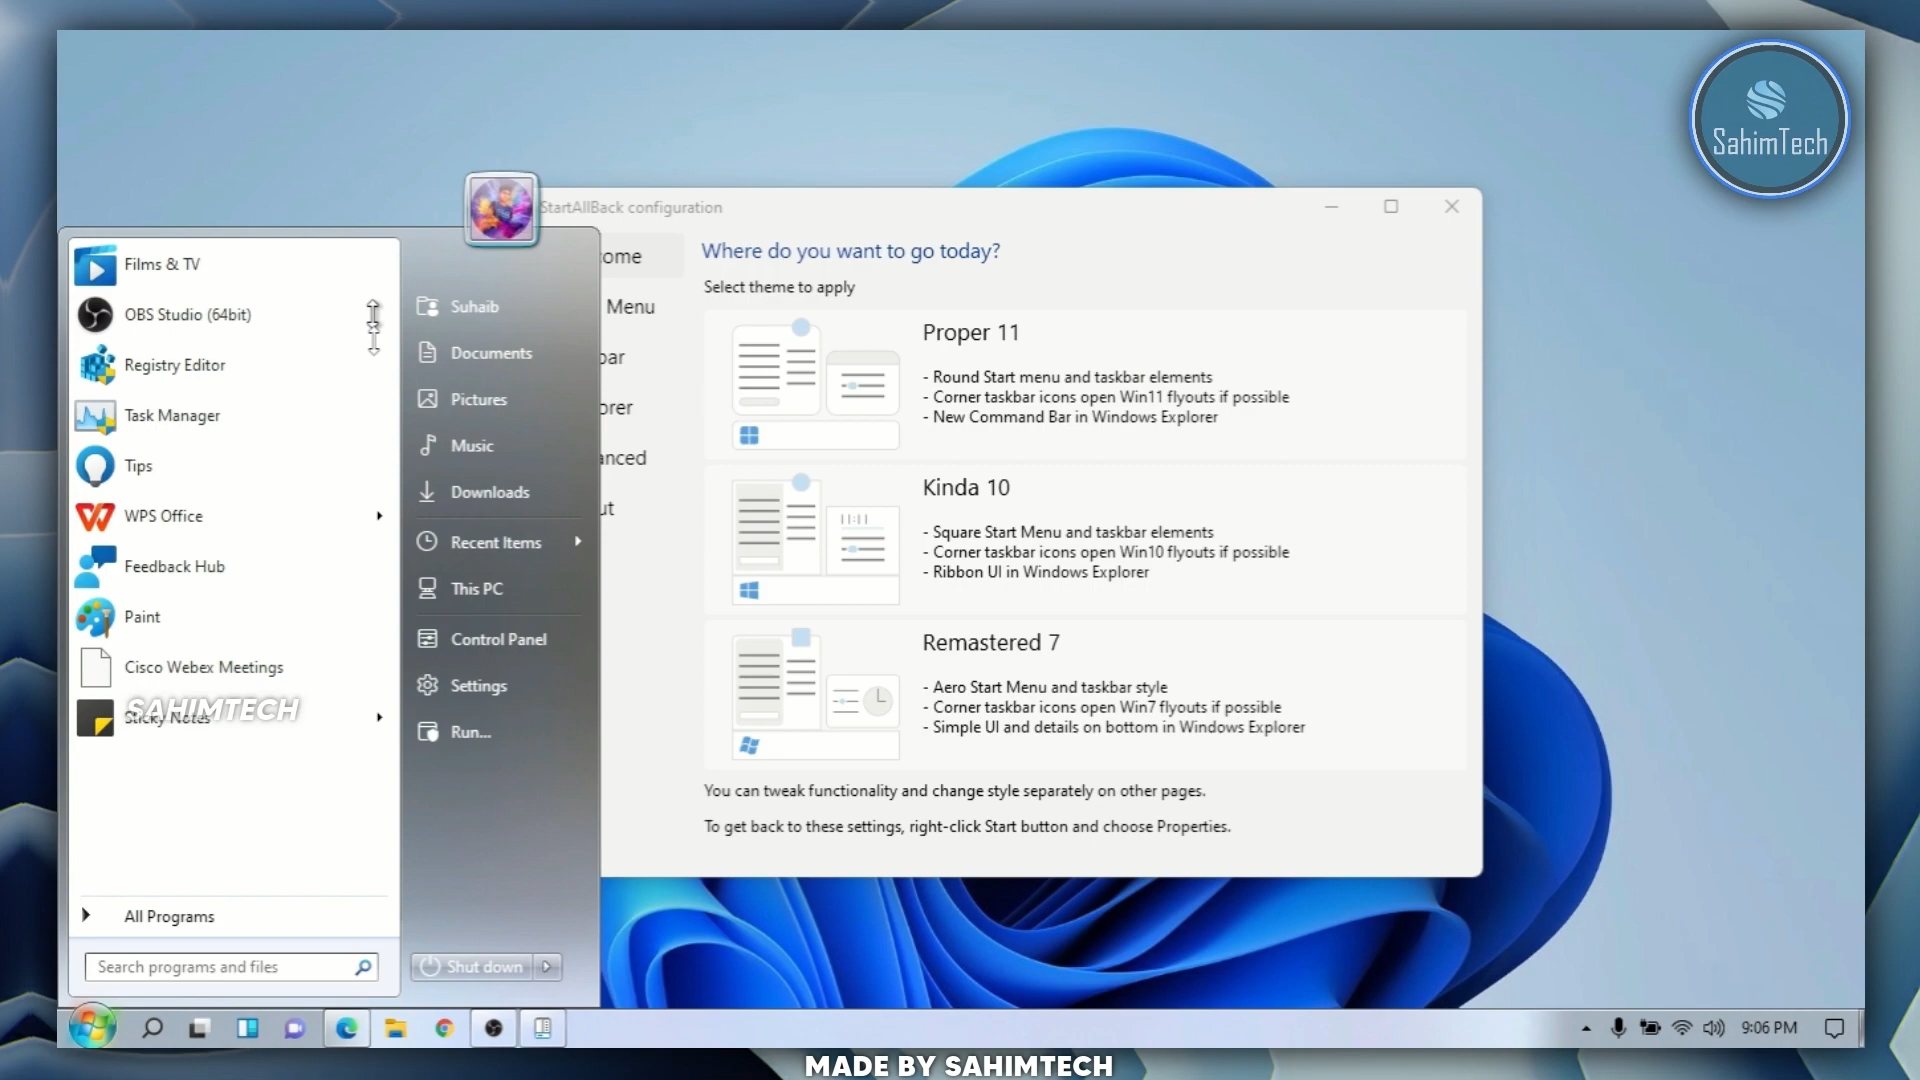 SahimTech
StartAllBack configuration
ome
Menu
bar
orer
anced
ut
Where do you want to go today?
Select theme to apply
Proper 11
- Round Start menu and taskbar elements
- Corner taskbar icons open Win11 flyouts if possible
- New Command Bar in Windows Explorer
Kinda 10
- Square Start Menu and taskbar elements
- Corner taskbar icons open Win10 flyouts if possible
- Ribbon UI in Windows Explorer
Remastered 7
- Aero Start Menu and taskbar style
- Corner taskbar icons open Win7 flyouts if possible
- Simple UI and details on bottom in Windows Explorer
You can tweak functionality and change style separately on other pages.
To get back to these settings, right-click Start button and choose Properties.
Films & TV
OBS Studio (64bit)
Registry Editor
Task Manager
Tips
WPS Office
Feedback Hub
Paint
Cisco Webex Meetings
SAHIMTECH
Sticky Notes
All Programs
Search programs and files
Suhaib
Documents
Pictures
Music
Downloads
Recent Items
This PC
Control Panel
Settings
Run...
Shut down
9:06 PM
MADE BY SAHIMTECH